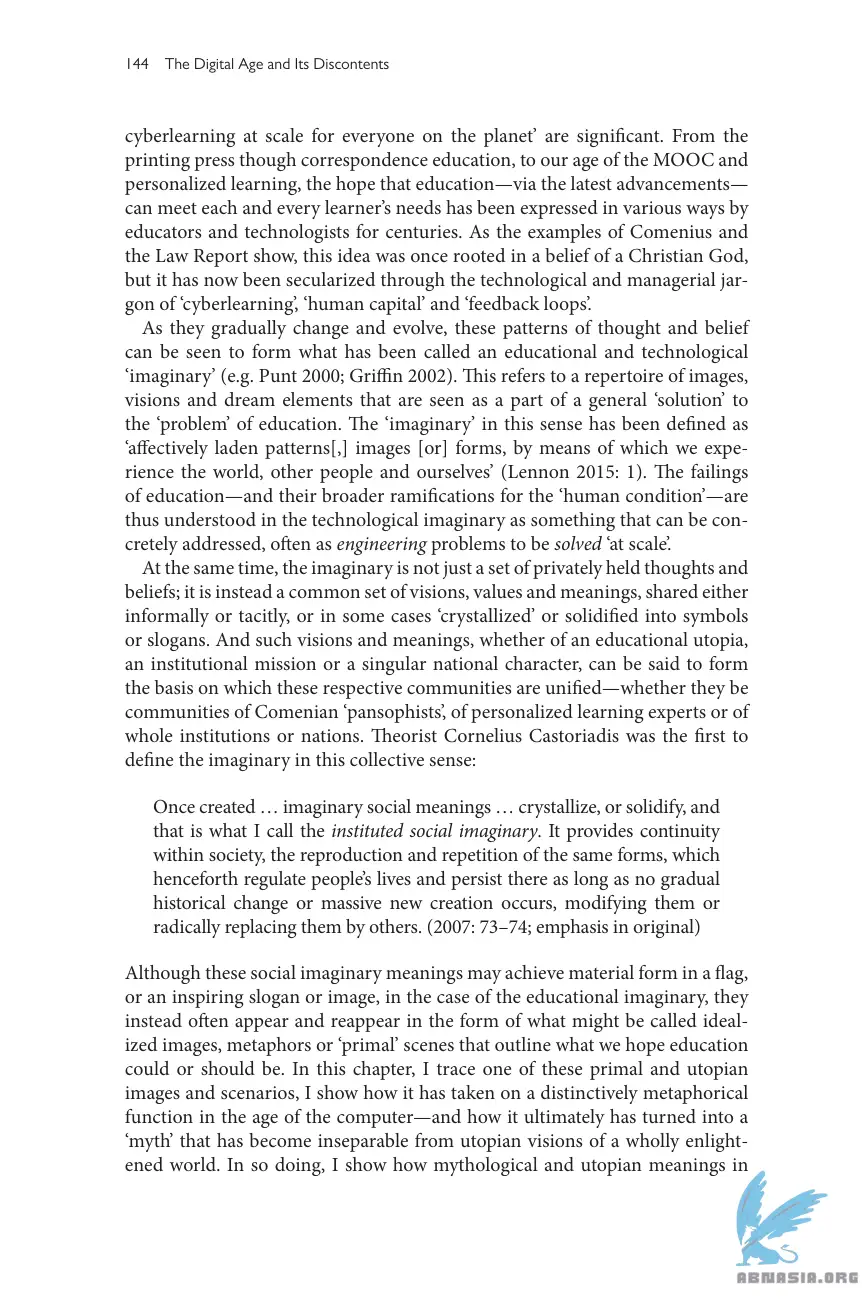 144 The Digital Age and Its Discontents
cyberlearning at scale for everyone on the planet’ are significant. From the
printing press though correspondence education, to our age of the MOOC and
personalized learning, the hope that education—via the latest advancements—
can meet each and every learner’s needs has been expressed in various ways by
educators and technologists for centuries. As the examples of Comenius and
the Law Report show, this idea was once rooted in a belief of a Christian God,
but it has now been secularized through the technological and managerial jar-
gon of ‘cyberlearning’, ‘human capital’ and ‘feedback loops’.
As they gradually change and evolve, these patterns of thought and belief
can be seen to form what has been called an educational and technological
‘imaginary’ (e.g. Punt 2000; Griffin 2002). This refers to a repertoire of images,
visions and dream elements that are seen as a part of a general ‘solution’ to
the ‘problem’ of education. The ‘imaginary’ in this sense has been defined as
‘affectively laden patterns[,] images [or] forms, by means of which we expe-
rience the world, other people and ourselves’ (Lennon 2015: 1). The failings
of education—and their broader ramifications for the ‘human condition’—are
thus understood in the technological imaginary as something that can be con-
cretely addressed, often as engineering problems to be solved ‘at scale’.
At the same time, the imaginary is not just a set of privately held thoughts and
beliefs; it is instead a common set of visions, values and meanings, shared either
informally or tacitly, or in some cases ‘crystallized’ or solidified into symbols
or slogans. And such visions and meanings, whether of an educational utopia,
an institutional mission or a singular national character, can be said to form
the basis on which these respective communities are unified—whether they be
communities of Comenian ‘pansophists’, of personalized learning experts or of
whole institutions or nations. Theorist Cornelius Castoriadis was the first to
define the imaginary in this collective sense:
Once created … imaginary social meanings … crystallize, or solidify, and
that is what I call the instituted social imaginary. It provides continuity
within society, the reproduction and repetition of the same forms, which
henceforth regulate people’s lives and persist there as long as no gradual
historical change or massive new creation occurs, modifying them or
radically replacing them by others. (2007: 73–74; emphasis in original)
Although these social imaginary meanings may achieve material form in a flag,
or an inspiring slogan or image, in the case of the educational imaginary, they
instead often appear and reappear in the form of what might be called ideal-
ized images, metaphors or ‘primal’ scenes that outline what we hope education
could or should be. In this chapter, I trace one of these primal and utopian
images and scenarios, I show how it has taken on a distinctively metaphorical
function in the age of the computer—and how it ultimately has turned into a
‘myth’ that has become inseparable from utopian visions of a wholly enlight-
ened world. In so doing, I show how mythological and utopian meanings in
ABNASIA.ORG